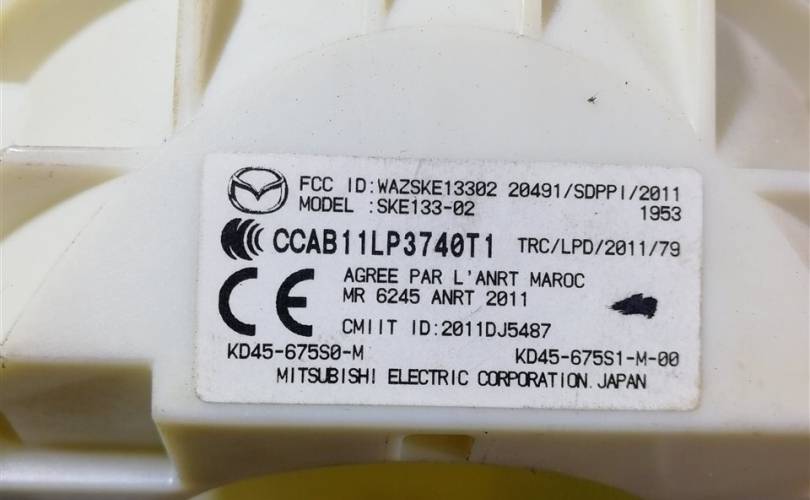 FCC ID:WAZSKE13302 20491/SDPPI/2011
MODEL :SKE133-02 1953
CCAB11LP3740T1 TRC/LPD/2011/79
AGREE PAR L'ANRT MAROC
MR 6245 ANRT 2011
CE
CMIIT ID:2011DJ5487
KD45-675S0-M KD45-675S1-M-00
MITSUBISHI ELECTRIC CORPORATION.JAPAN